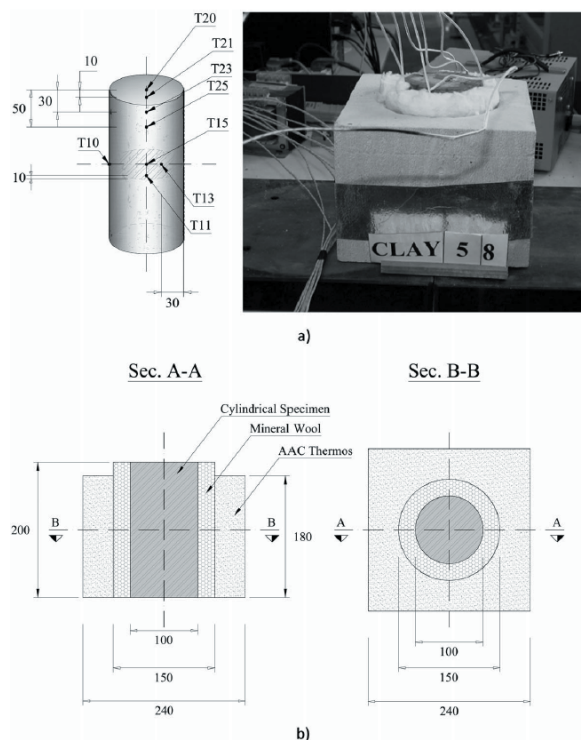 T20
T21
10
T23
T25
50
30
T10
T15
10
T13
T11
30
CLAY 5 8
a)
Sec. A-A
Sec. B-B
Cylindrical Specimen
Mineral Wool
AAC Thermos
200
B
B
180
A
A
100
150
240
100
150
240
b)